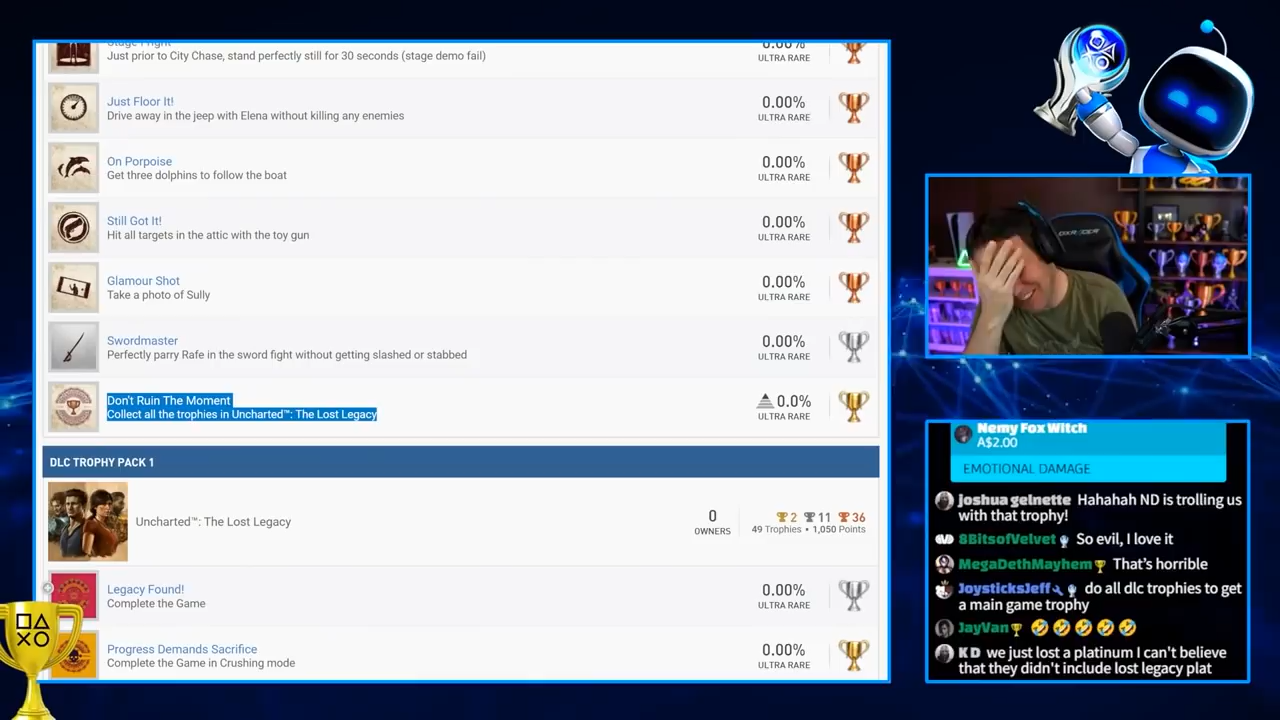 Stage Fright
Just prior to City Chase, stand perfectly still for 30 seconds (stage demo fail)
0.00%
ULTRA RARE
Just Floor It!
Drive away in the jeep with Elena without killing any enemies
0.00%
ULTRA RARE
On Porpoise
Get three dolphins to follow the boat
0.00%
ULTRA RARE
Still Got It!
Hit all targets in the attic with the toy gun
0.00%
ULTRA RARE
Glamour Shot
Take a photo of Sully
0.00%
ULTRA RARE
Swordmaster
Perfectly parry Rafe in the sword fight without getting slashed or stabbed
0.00%
ULTRA RARE
Don't Ruin The Moment
Collect all the trophies in Uncharted™: The Lost Legacy
0.0%
ULTRA RARE
DLC TROPHY PACK 1
Uncharted™: The Lost Legacy
0
OWNERS
2 11 36
49 Trophies • 1,050 Points
Legacy Found!
Complete the Game
0.00%
ULTRA RARE
Progress Demands Sacrifice
Complete the Game in Crushing mode
0.00%
ULTRA RARE
Nemy Fox Witch
A$2.00
EMOTIONAL DAMAGE
joshua gelnette Hahahah ND is trolling us
with that trophy!
8BitsofVelvet So evil, I love it
MegaDethMayhem That's horrible
JoysticksJeff do all dlc trophies to get
a main game trophy
JayVan 🤣🤣🤣🤣🤣
K D we just lost a platinum I can't believe
that they didn't include lost legacy plat